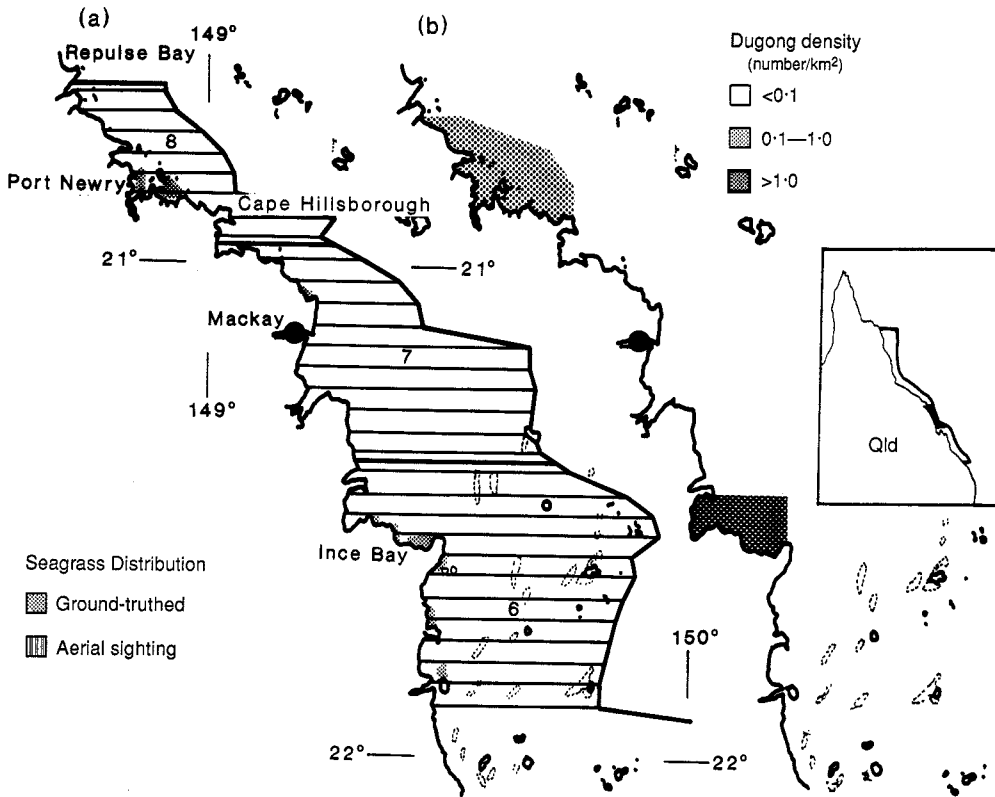 (a)
(b)
149°
Repulse Bay
Dugong density
(number/km²)
<0·1
0·1—1·0
>1·0
8
Port Newry
Cape Hillsborough
21°
21°
Mackay
7
149°
Qld
Ince Bay
Seagrass Distribution
Ground-truthed
Aerial sighting
6
150°
22°
22°